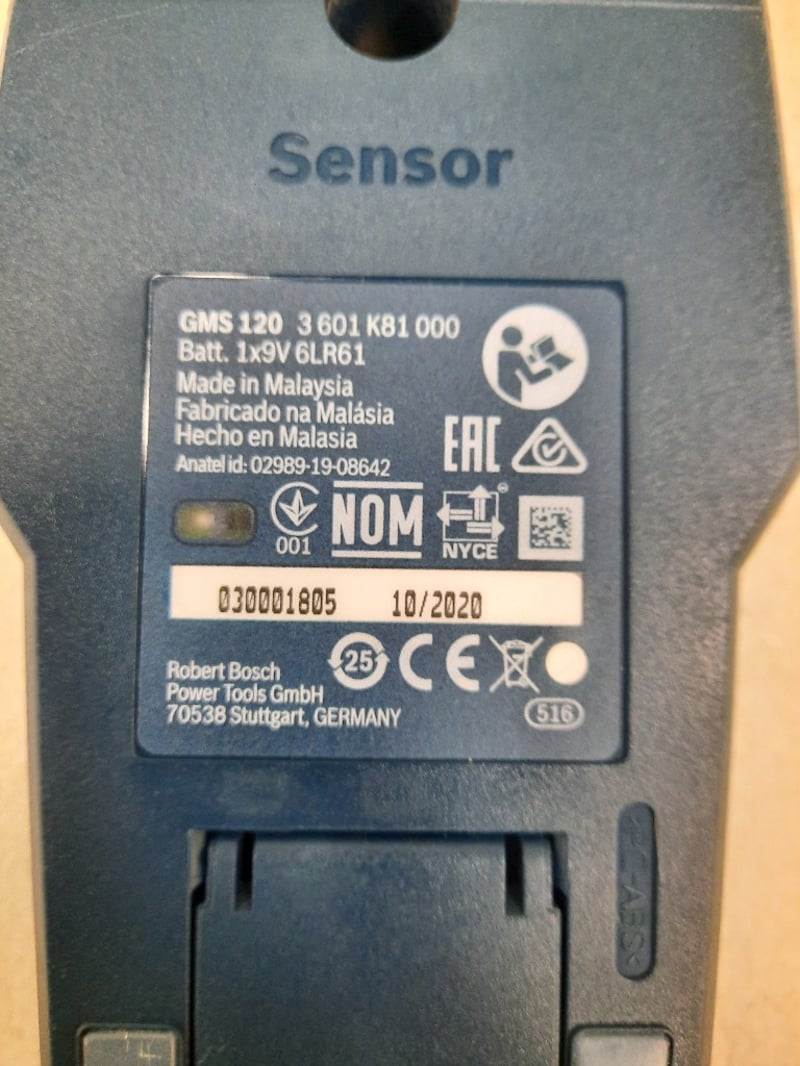 Sensor
GMS 120 3 601 K81 000
Batt. 1x9V 6LR61
Made in Malaysia
Fabricado na Malásia
Hecho en Malasia
Anatel id: 02989-19-08642
EAC
001
NOM
NYCE
030001805 10/2020
25
CE
Robert Bosch
Power Tools GmbH
70538 Stuttgart, GERMANY
516